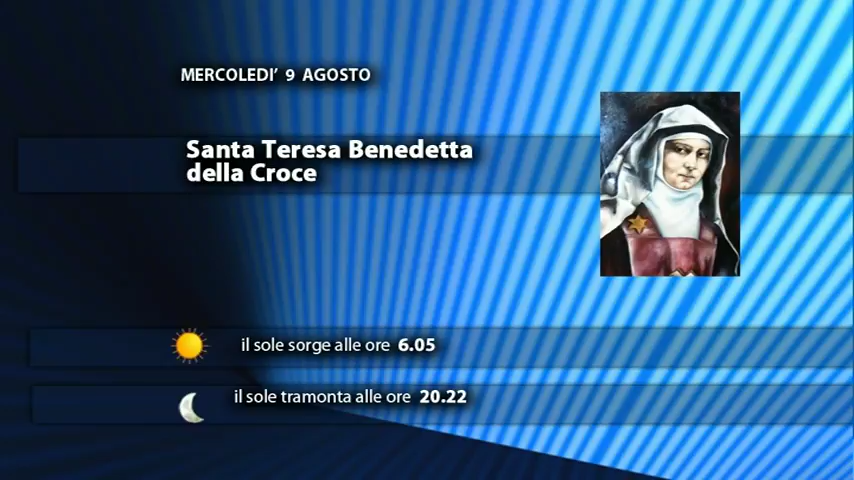 MERCOLEDI’ 9 AGOSTO
Santa Teresa Benedetta
della Croce
il sole sorge alle ore 6.05
il sole tramonta alle ore 20.22